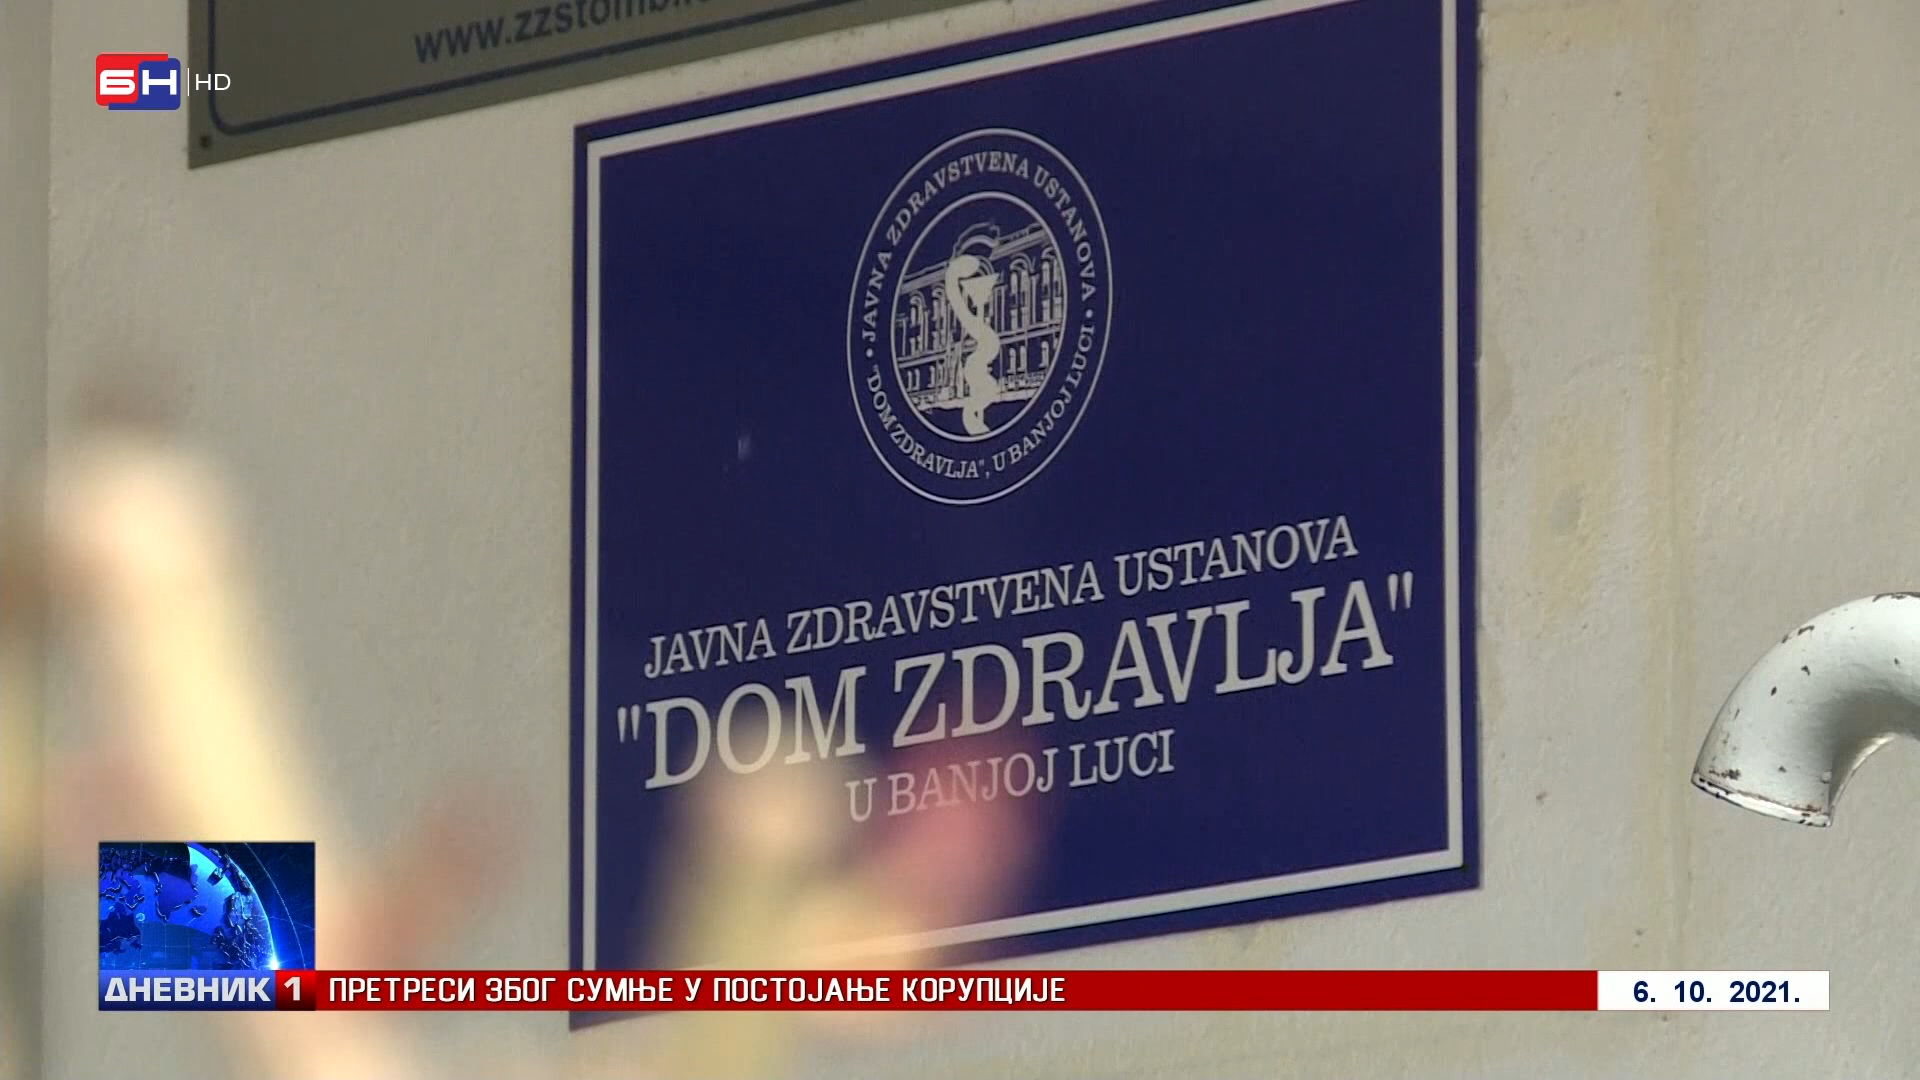 www.zzstombl
БН HD
• JAVNA ZDRAVSTVENA USTANOVA •
"DOM ZDRAVLJA", U BANJOJ LUCI
JAVNA ZDRAVSTVENA USTANOVA
"DOM ZDRAVLJA"
U BANJOJ LUCI
ДНЕВНИК 1 ПРЕТРЕСИ ЗБОГ СУМЊЕ У ПОСТОЈАЊЕ КОРУПЦИЈЕ 6. 10. 2021.